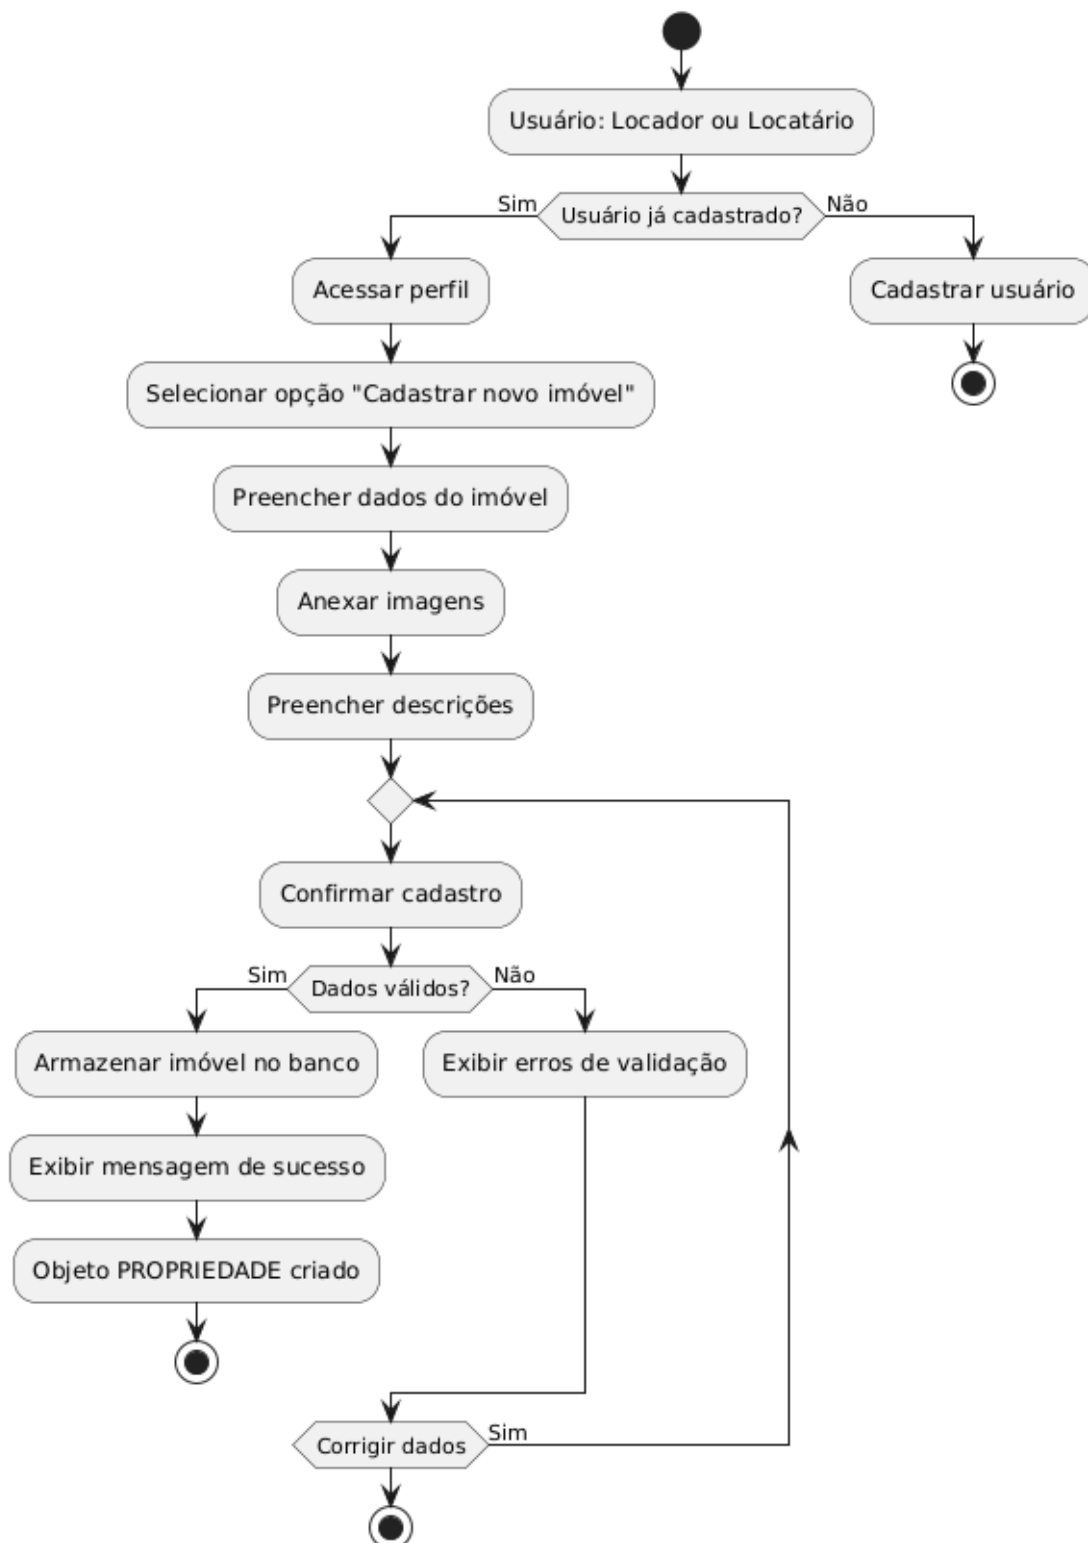 Usuário: Locador ou Locatário
Sim
Usuário já cadastrado?
Não
Acessar perfil
Cadastrar usuário
Selecionar opção "Cadastrar novo imóvel"
Preencher dados do imóvel
Anexar imagens
Preencher descrições
Confirmar cadastro
Sim
Dados válidos?
Não
Armazenar imóvel no banco
Exibir erros de validação
Exibir mensagem de sucesso
Objeto PROPRIEDADE criado
Corrigir dados
Sim